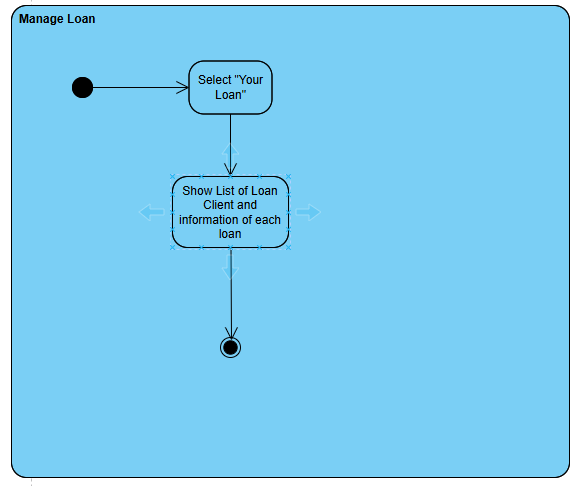 Manage Loan
Select "Your
Loan"
Show List of Loan
Client and
information of each
loan